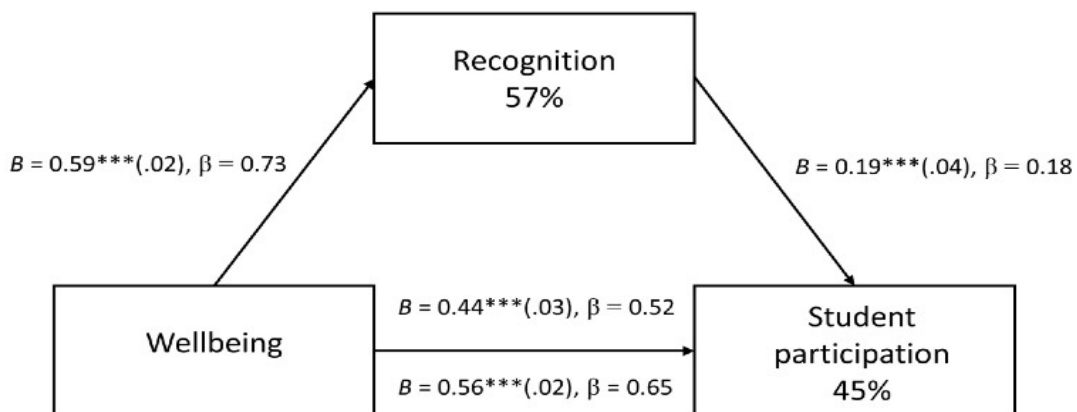 Recognition
57%
B = 0.59***(.02), β = 0.73
B = 0.19***(.04), β = 0.18
Wellbeing
B = 0.44***(.03), β = 0.52
B = 0.56***(.02), β = 0.65
Student
participation
45%